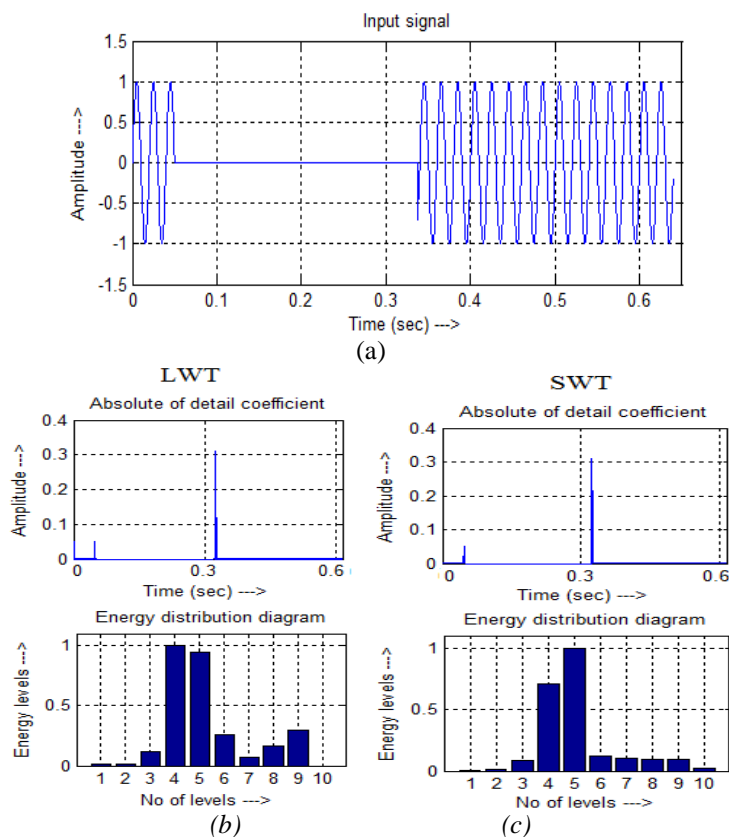 Input signal
1.5
1
0.5
0
-0.5
-1
-1.5
Amplitude --->
0 0.1 0.2 0.3 0.4 0.5 0.6
Time (sec) --->
(a)
LWT
Absolute of detail coefficient
0.4
0.3
0.2
0.1
0
Amplitude --->
0 0.3 0.6
Time (sec) --->
Energy distribution diagram
1
0.5
0
Energy levels --->
1 2 3 4 5 6 7 8 9 10
No of levels --->
(b)
SWT
Absolute of detail coefficient
0.4
0.3
0.2
0.1
0
Amplitude --->
0 0.3 0.6
Time (sec) --->
Energy distribution diagram
1
0.5
0
Energy levels --->
1 2 3 4 5 6 7 8 9 10
No of levels --->
(c)